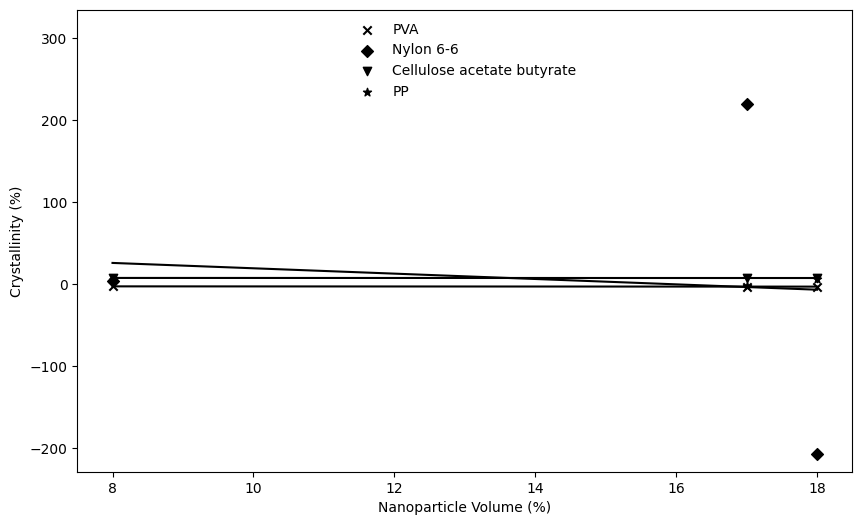 PVA
Nylon 6-6
Cellulose acetate butyrate
PP
300
200
100
0
−100
−200
Crystallinity (%)
8 10 12 14 16 18
Nanoparticle Volume (%)